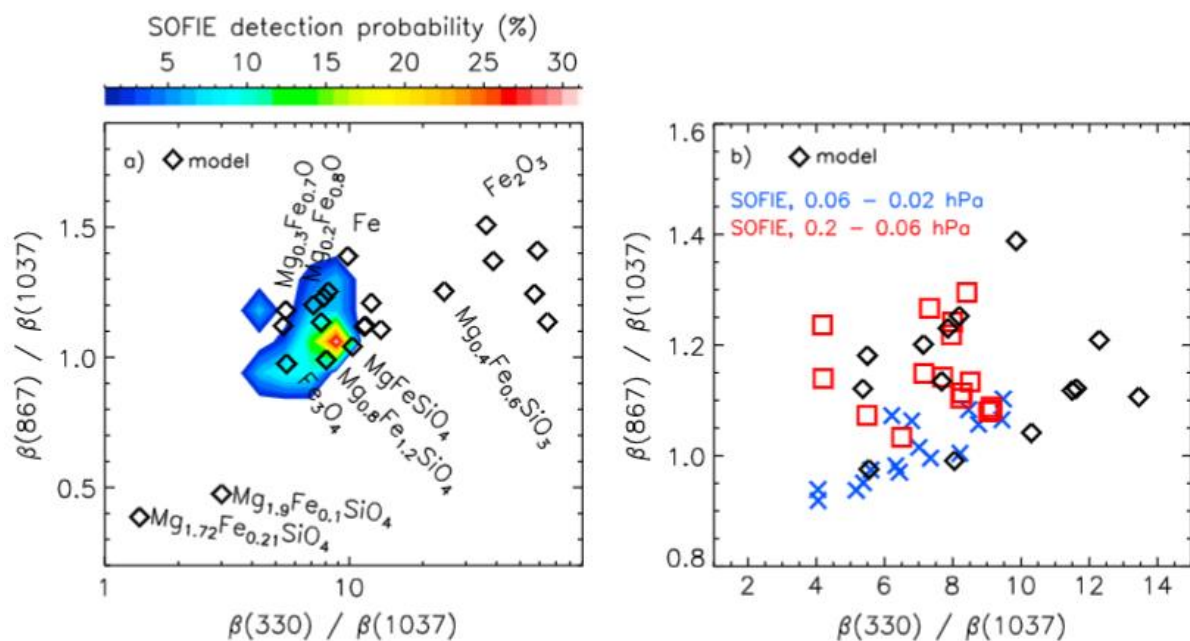 SOFIE detection probability (%)
5 10 15 20 25 30
a) model
Mg0.3Fe0.7O
Mg0.2Fe0.8O
Fe
Fe2O3
Mg0.4Fe0.6SiO3
MgFeSiO4
Mg0.8Fe1.2SiO4
Fe3O4
Mg1.9Fe0.1SiO4
Mg1.72Fe0.21SiO4
1.5
1.0
0.5
β(867) / β(1037)
1 10
β(330) / β(1037)
b) model
SOFIE, 0.06 – 0.02 hPa
SOFIE, 0.2 – 0.06 hPa
1.6
1.4
1.2
1.0
0.8
β(867) / β(1037)
2 4 6 8 10 12 14
β(330) / β(1037)